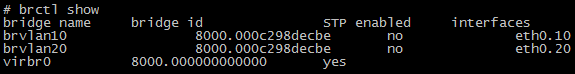 # brctl show
bridge name bridge id STP enabled interfaces
brvlan10 8000.000c298decbe no eth0.10
brvlan20 8000.000c298decbe no eth0.20
virbr0 8000.000000000000 yes